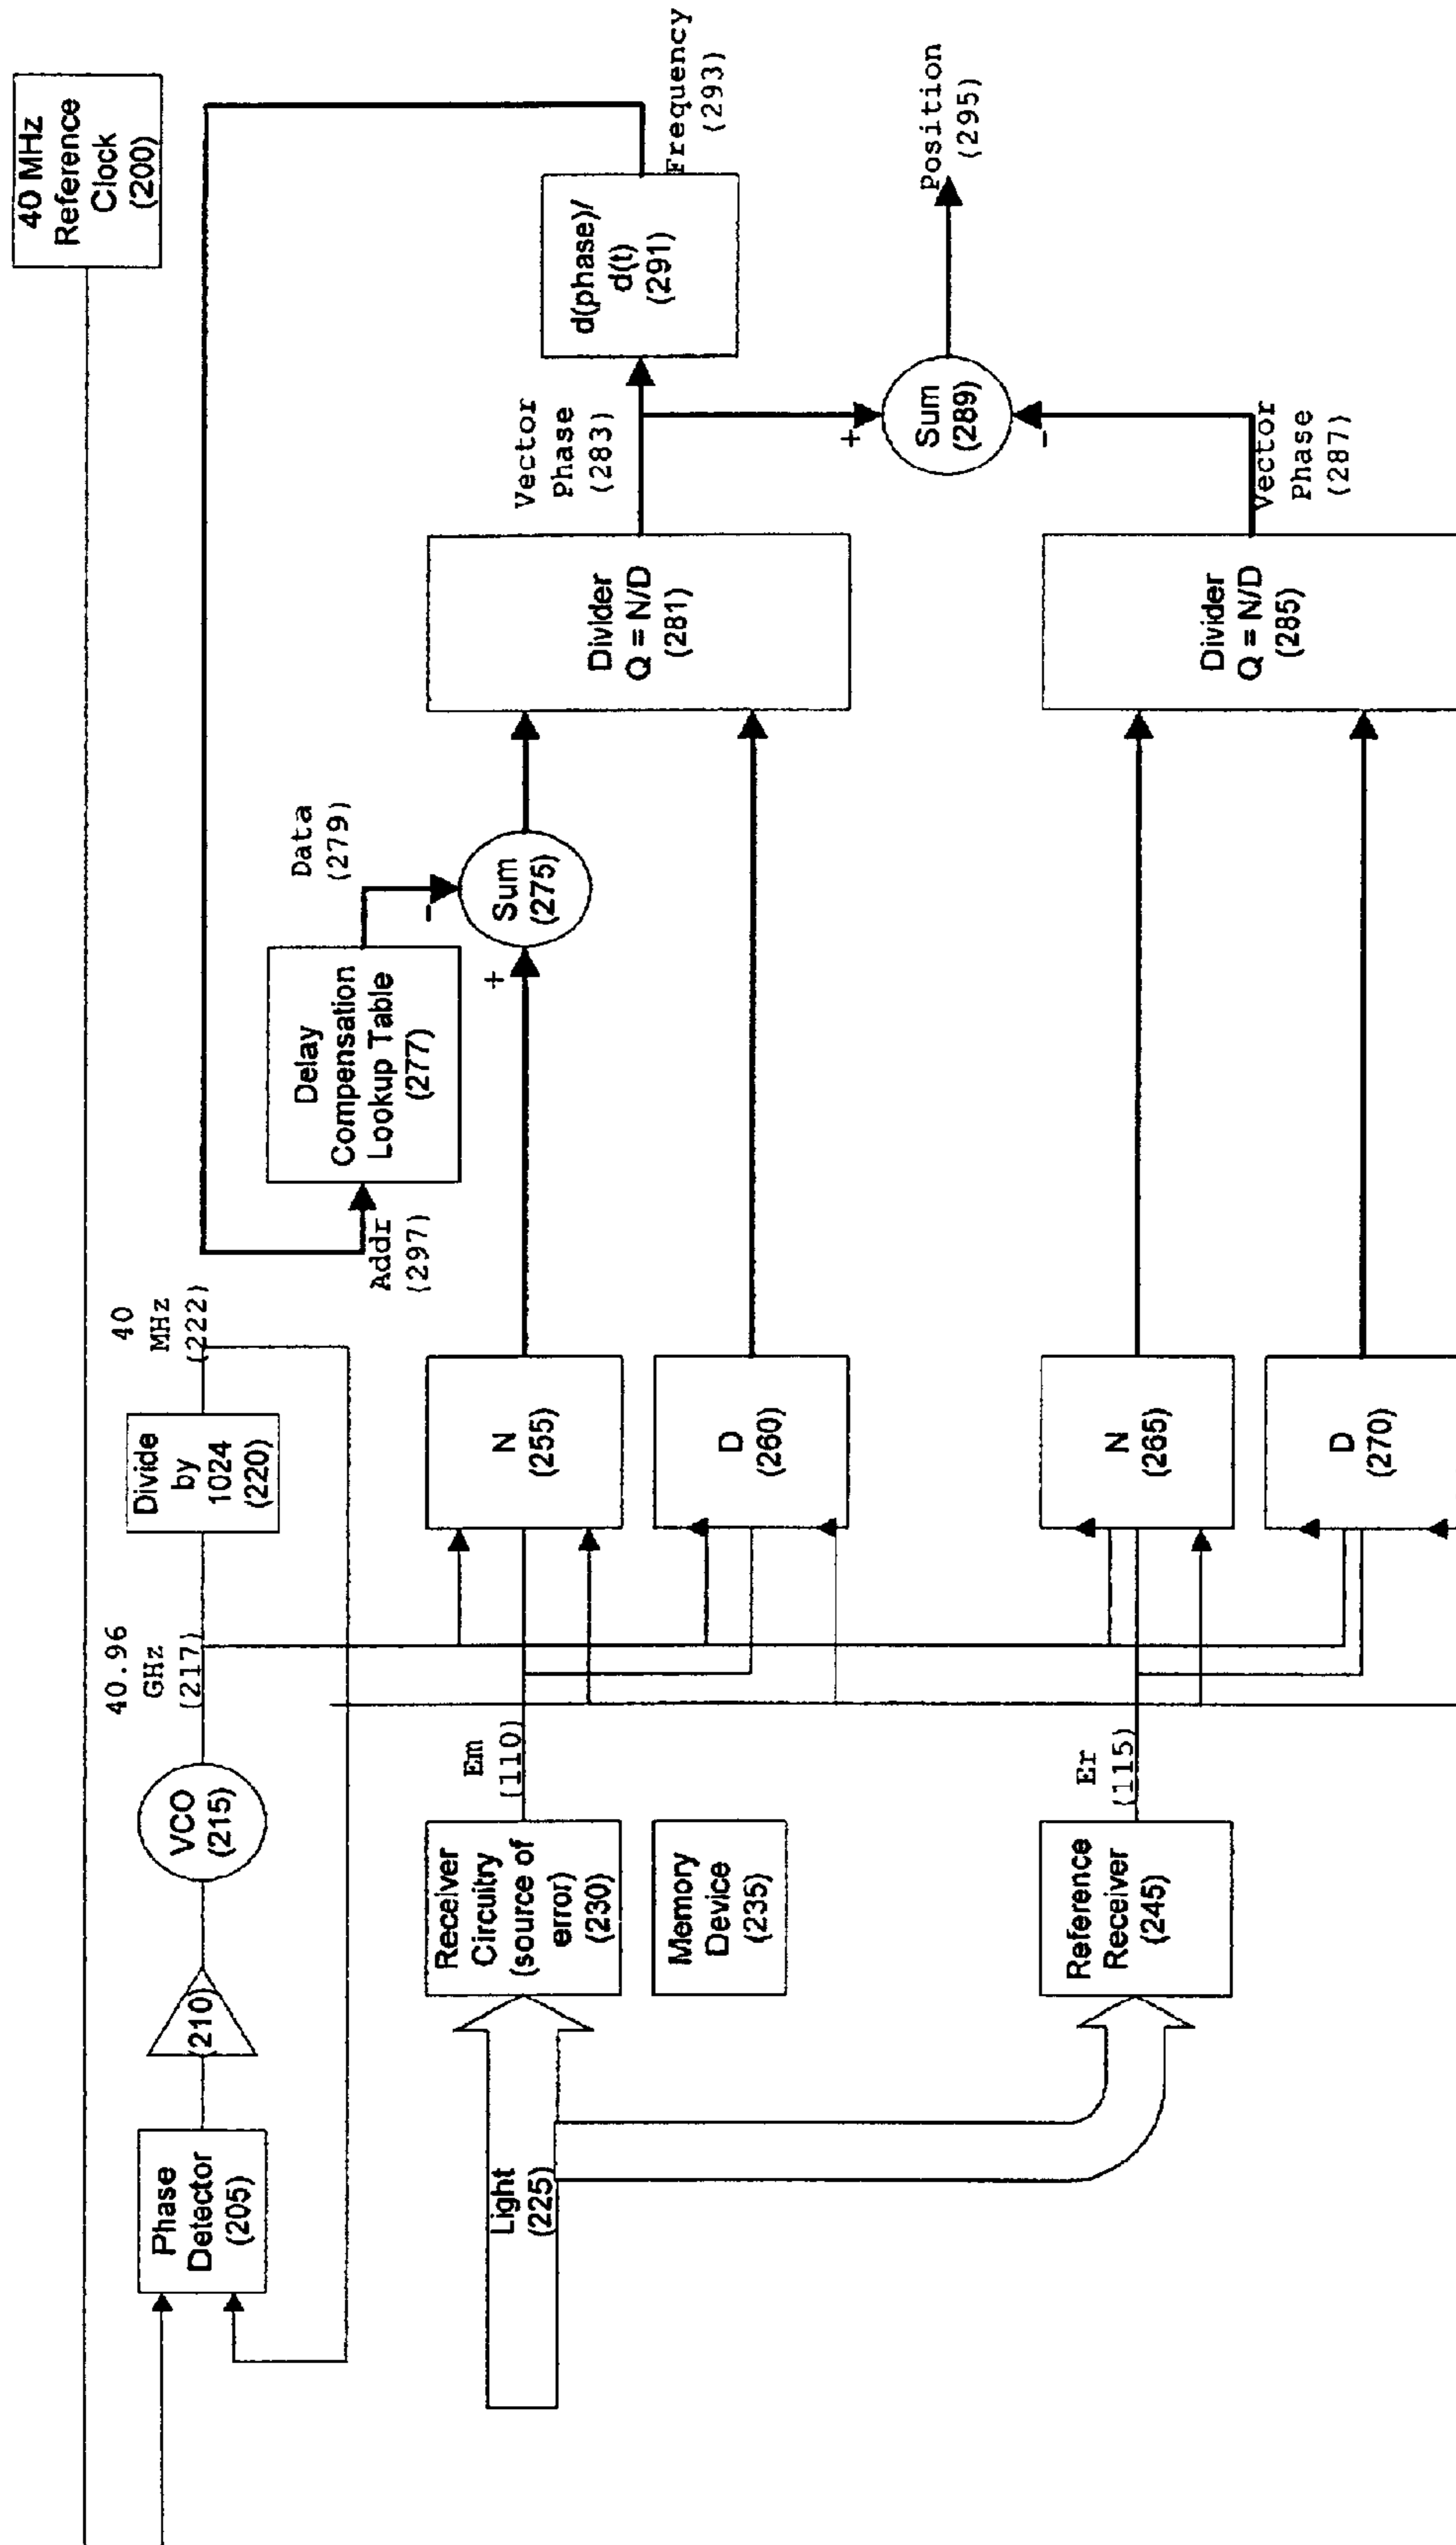 40 MHz
Reference
Clock
(200)
40.96
GHz
(217)
40
MHz
(222)
Phase
Detector
(205)
(210)
VCO
(215)
Divide
by
1024
(220)
Addr
(297)
Delay
Compensation
Lookup Table
(277)
Data
(279)
Frequency
(293)
Light
(225)
Receiver
Circuitry
(source of
error)
(230)
Em
(110)
N
(255)
+
-
Sum
(275)
Divider
Q = N/D
(281)
Vector
Phase
(283)
d(phase)/
d(t)
(291)
Memory
Device
(235)
D
(260)
+
Sum
(289)
-
Position
(295)
Reference
Receiver
(245)
Er
(115)
N
(265)
D
(270)
Divider
Q = N/D
(285)
Vector
Phase
(287)